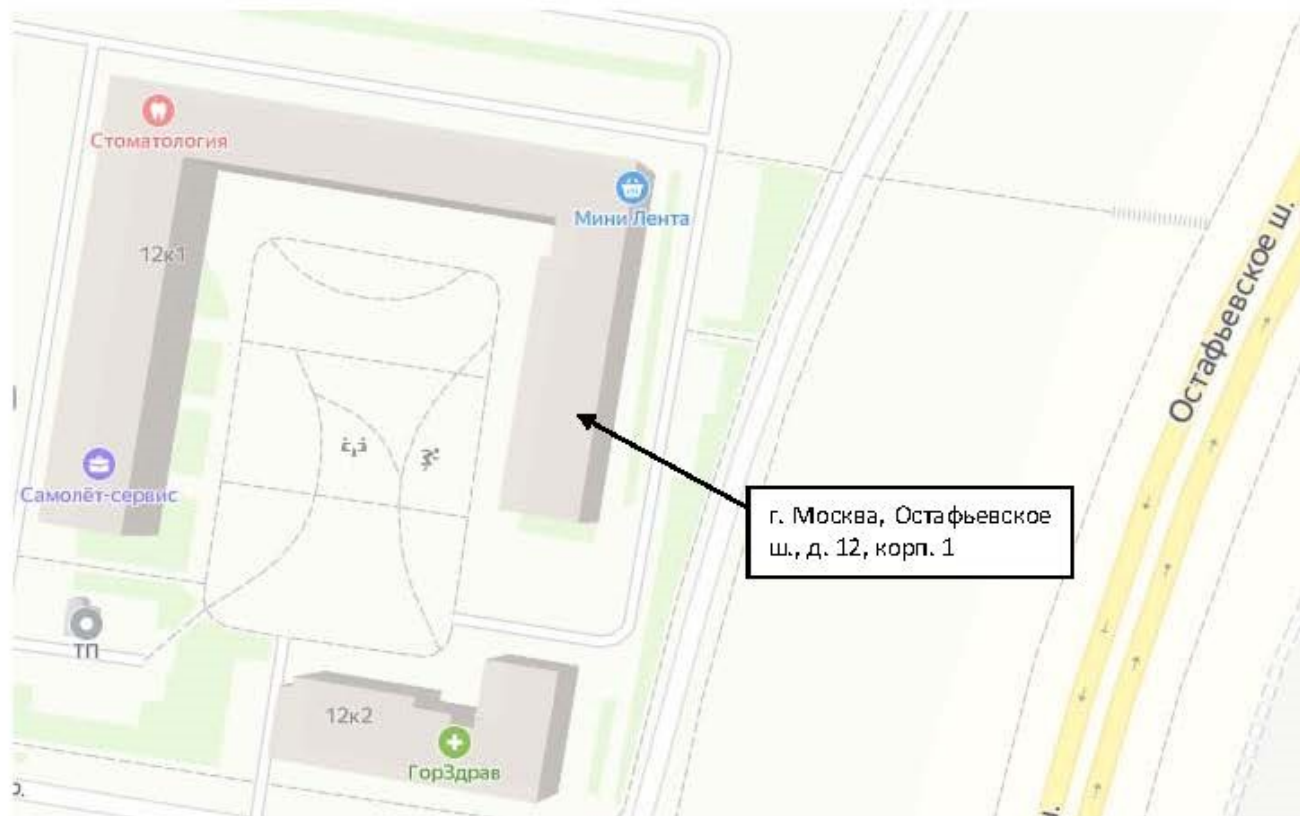 Стоматология
Мини Лента
12к1
Остафьевское ш.
Самолёт-сервис
г. Москва, Остафьевское
ш., д. 12, корп. 1
ТП
12к2
ГорЗдрав